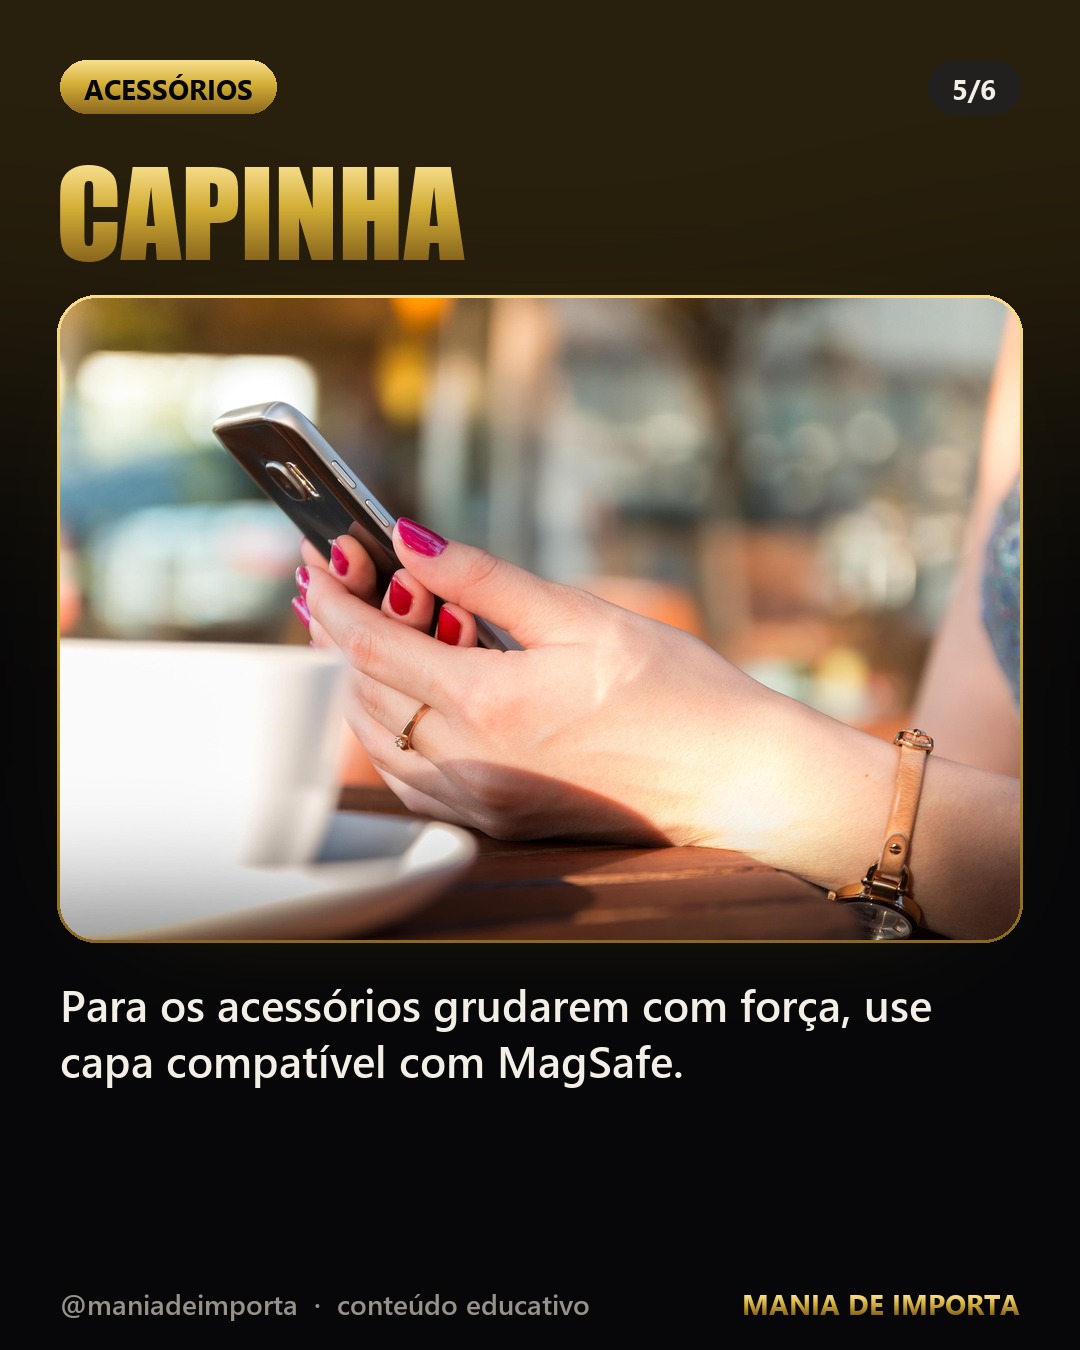 ACESSÓRIOS
5/6
CAPINHA
Para os acessórios grudarem com força, use
capa compatível com MagSafe.
@maniadeimporta · conteúdo educativo
MANIA DE IMPORTA